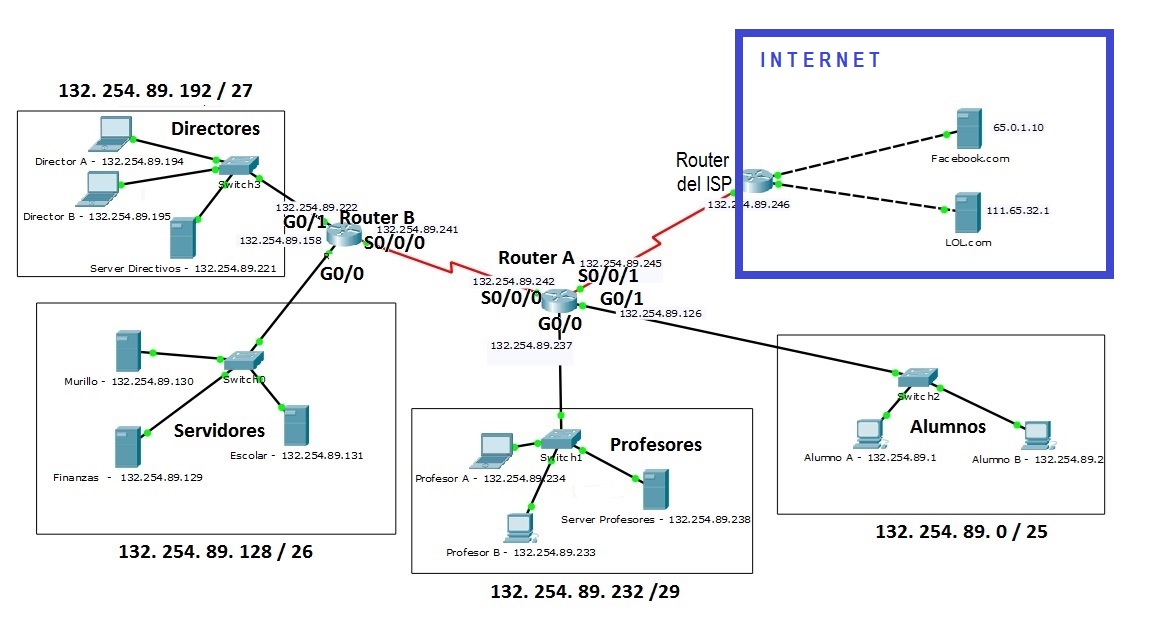 INTERNET
132. 254. 89. 192 / 27
Directores
Director A - 132.254.89.194
Director B - 132.254.89.195
Switch3
Server Directivos - 132.254.89.221
132.254.89.222
G0/1
Router B
132.254.89.241
132.254.89.158
S0/0/0
G0/0
Router
del ISP
132.254.89.246
65.0.1.10
Facebook.com
111.65.32.1
LOL.com
Router A
132.254.89.245
S0/0/1
132.254.89.242
S0/0/0
G0/1
132.254.89.126
G0/0
132.254.89.237
Murillo - 132.254.89.130
Switch0
Servidores
Escolar - 132.254.89.131
Finanzas - 132.254.89.129
132. 254. 89. 128 / 26
Profesores
Switch1
Profesor A - 132.254.89.234
Server Profesores - 132.254.89.238
Profesor B - 132.254.89.233
132. 254. 89. 232 /29
Switch2
Alumnos
Alumno A - 132.254.89.1
Alumno B - 132.254.89.2
132. 254. 89. 0 / 25